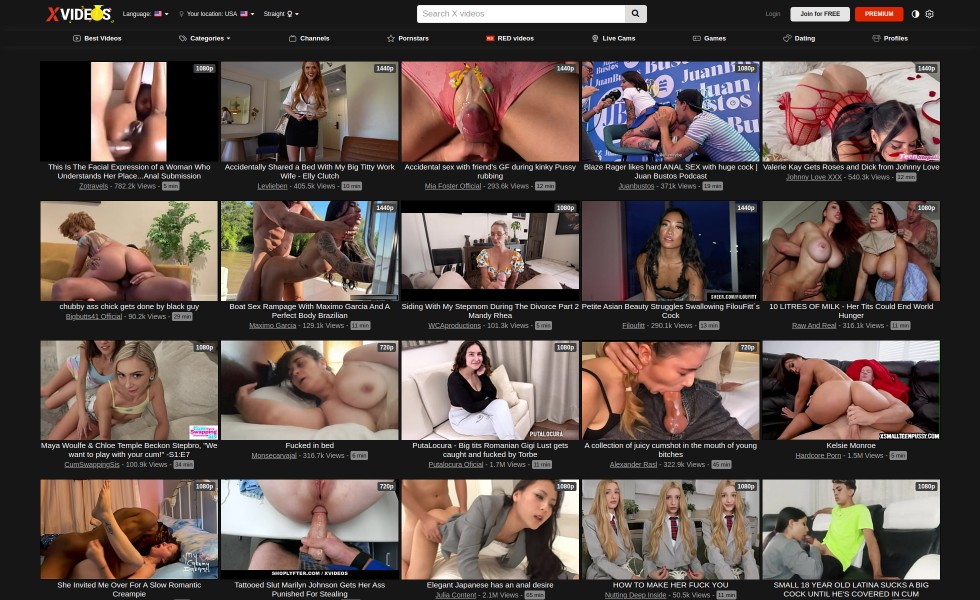 XVIDEOS
Language:
Your location: USA
Straight
Search X videos
Login
Join for FREE
PREMIUM
Best Videos
Categories
Channels
Pornstars
RED videos
Live Cams
Games
Dating
Profiles
1080p
1440p
1440p
1080p
1440p
This Is The Facial Expression of a Woman Who
Understands Her Place...Anal Submission
Zotravels - 782.2k Views - 5 min
Accidentally Shared a Bed With My Big Titty Work
Wife - Elly Clutch
Levlieben - 405.5k Views - 10 min
Accidental sex with friend's GF during kinky Pussy
rubbing
Mia Foster Official - 293.6k Views - 12 min
Blaze Rager likes hard ANAL SEX with huge cock |
Juan Bustos Podcast
Juanbustos - 371k Views - 19 min
Valerie Kay Gets Roses and Dick from Johnny Love
Johnny Love XXX - 540.3k Views - 12 min
1080p
1440p
1080p
1440p
1080p
chubby ass chick gets done by black guy
Bigbutts41 Official - 90.2k Views - 29 min
Boat Sex Rampage With Maximo Garcia And A
Perfect Body Brazilian
Maximo Garcia - 129.1k Views - 11 min
Siding With My Stepmom During The Divorce Part 2
Mandy Rhea
WCAproductions - 101.3k Views - 5 min
SHEER.COM/FILOUFITT
Petite Asian Beauty Struggles Swallowing FilouFitt´s
Cock
Filoufitt - 290.1k Views - 13 min
10 LITRES OF MILK - Her Tits Could End World
Hunger
Raw And Real - 316.1k Views - 11 min
1080p
720p
1080p
720p
Maya Woulfe & Chloe Temple Beckon Stepbro, "We
want to play with your cum!" -S1:E7
CumSwappingSis - 100.9k Views - 34 min
Fucked in bed
Monsecarvajal - 316.7k Views - 6 min
PUTALOCURA
PutaLocura - Big tits Romanian Gigi Lust gets
caught and fucked by Torbe
Putalocura Oficial - 1.7M Views - 11 min
A collection of juicy cumshot in the mouth of young
bitches
Alexander Rasl - 322.9k Views - 45 min
XSMALLTEENPUSSY.COM
Kelsie Monroe
Hardcore Porn - 1.5M Views - 5 min
1080p
720p
1080p
1080p
1080p
She Invited Me Over For A Slow Romantic
Creampie
SHOPLYFTER.COM / XVIDEOS
Tattooed Slut Marilyn Johnson Gets Her Ass
Punished For Stealing
Elegant Japanese has an anal desire
Julia Content - 2.1M Views - 65 min
HOW TO MAKE HER FUCK YOU
Nutting Deep Inside - 50.5k Views - 11 min
SMALL 18 YEAR OLD LATINA SUCKS A BIG
COCK UNTIL HE'S COVERED IN CUM